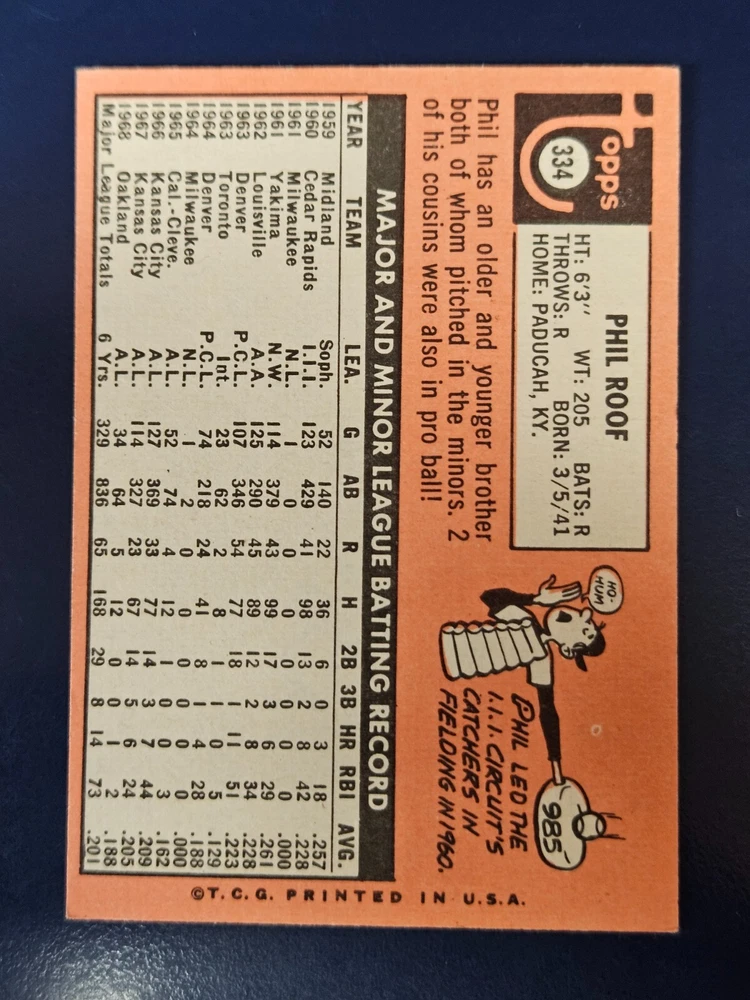 Topps
334
PHIL ROOF
HT: 6'3" WT: 205 BATS: R
THROWS: R BORN: 3/5/41
HOME: PADUCAH, KY.
Phil has an older and younger brother
both of whom pitched in the minors. 2
of his cousins were also in pro ball!
HO-
HUM
985
PHIL LED THE
I.I.I. CIRCUIT'S
CATCHERS IN
FIELDING IN 1960.
MAJOR AND MINOR LEAGUE BATTING RECORD
YEAR TEAM LEA. G AB R H 2B 3B HR RBI AVG.
1959 Midland Soph. 52 140 22 36 6 0 3 18 .257
1960 Cedar Rapids I.I.I. 123 429 41 98 13 2 8 42 .228
1961 Milwaukee N.L. 1 0 0 0 0 0 0 0 .000
1961 Yakima N.W. 114 379 43 99 17 3 6 29 .261
1962 Louisville A.A. 125 290 45 89 12 2 8 34 .228
1963 Denver P.C.L. 107 346 54 77 18 1 11 51 .223
1963 Toronto Int. 23 62 2 8 1 1 0 5 .129
1964 Denver P.C.L. 74 218 24 41 8 1 4 28 .188
1964 Milwaukee N.L. 1 2 0 0 0 0 0 0 .000
1965 Cal.-Cleve. A.L. 52 74 4 12 1 0 0 3 .162
1966 Kansas City A.L. 127 369 33 77 14 3 7 44 .209
1967 Kansas City A.L. 114 327 23 67 14 5 6 24 .205
1968 Oakland A.L. 34 64 5 12 0 0 1 2 .188
Major League Totals 6 Yrs. 329 836 65 168 29 8 14 73 .201
©T.C.G. PRINTED IN U.S.A.